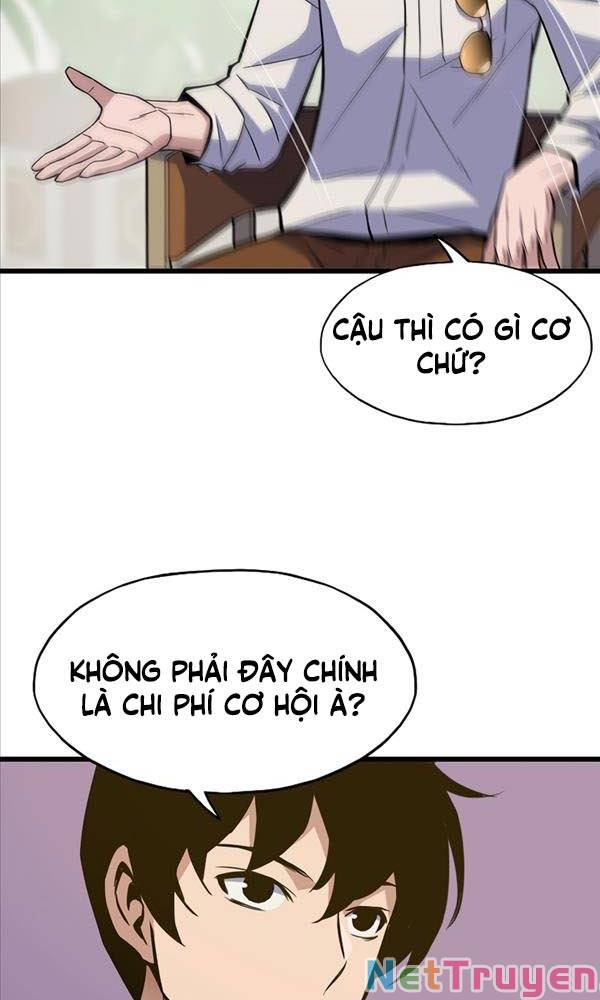 CẬU THÌ CÓ GÌ CƠ
CHỨ?
KHÔNG PHẢI ĐÂY CHÍNH
LÀ CHI PHÍ CƠ HỘI À?
NetTruyen